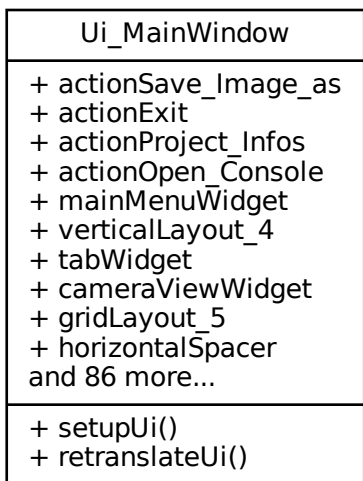 Ui_MainWindow
+ actionSave_Image_as
+ actionExit
+ actionProject_Infos
+ actionOpen_Console
+ mainMenuWidget
+ verticalLayout_4
+ tabWidget
+ cameraViewWidget
+ gridLayout_5
+ horizontalSpacer
and 86 more...
+ setupUi()
+ retranslateUi()